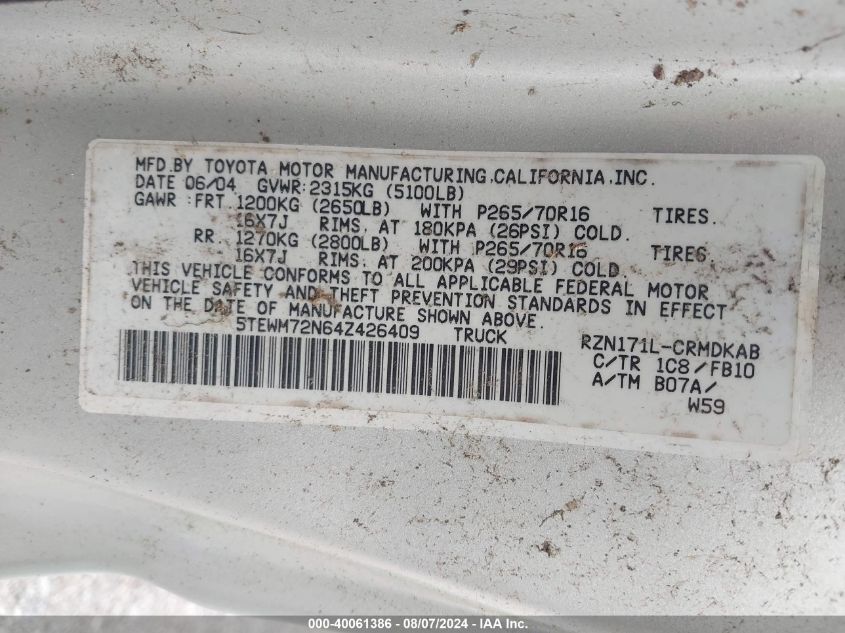 MFD.BY TOYOTA MOTOR MANUFACTURING,CALIFORNIA,INC.
DATE 06/04 GVWR:2315KG (5100LB)
GAWR :FRT 1200KG (2650LB) WITH P265/70R16 TIRES.
16X7J RIMS. AT 180KPA (26PSI) COLD.
RR. 1270KG (2800LB) WITH P265/70R16 TIRES.
16X7J RIMS. AT 200KPA (29PSI) COLD.
THIS VEHICLE CONFORMS TO ALL APPLICABLE FEDERAL MOTOR
VEHICLE SAFETY AND THEFT PREVENTION STANDARDS IN EFFECT
ON THE DATE OF MANUFACTURE SHOWN ABOVE.
5TEWM72N64Z426409 TRUCK RZN171L-CRMDKAB
C/TR 1C8/FB10
A/TM B07A/
W59
000-40061386 - 08/07/2024 - IAA Inc.